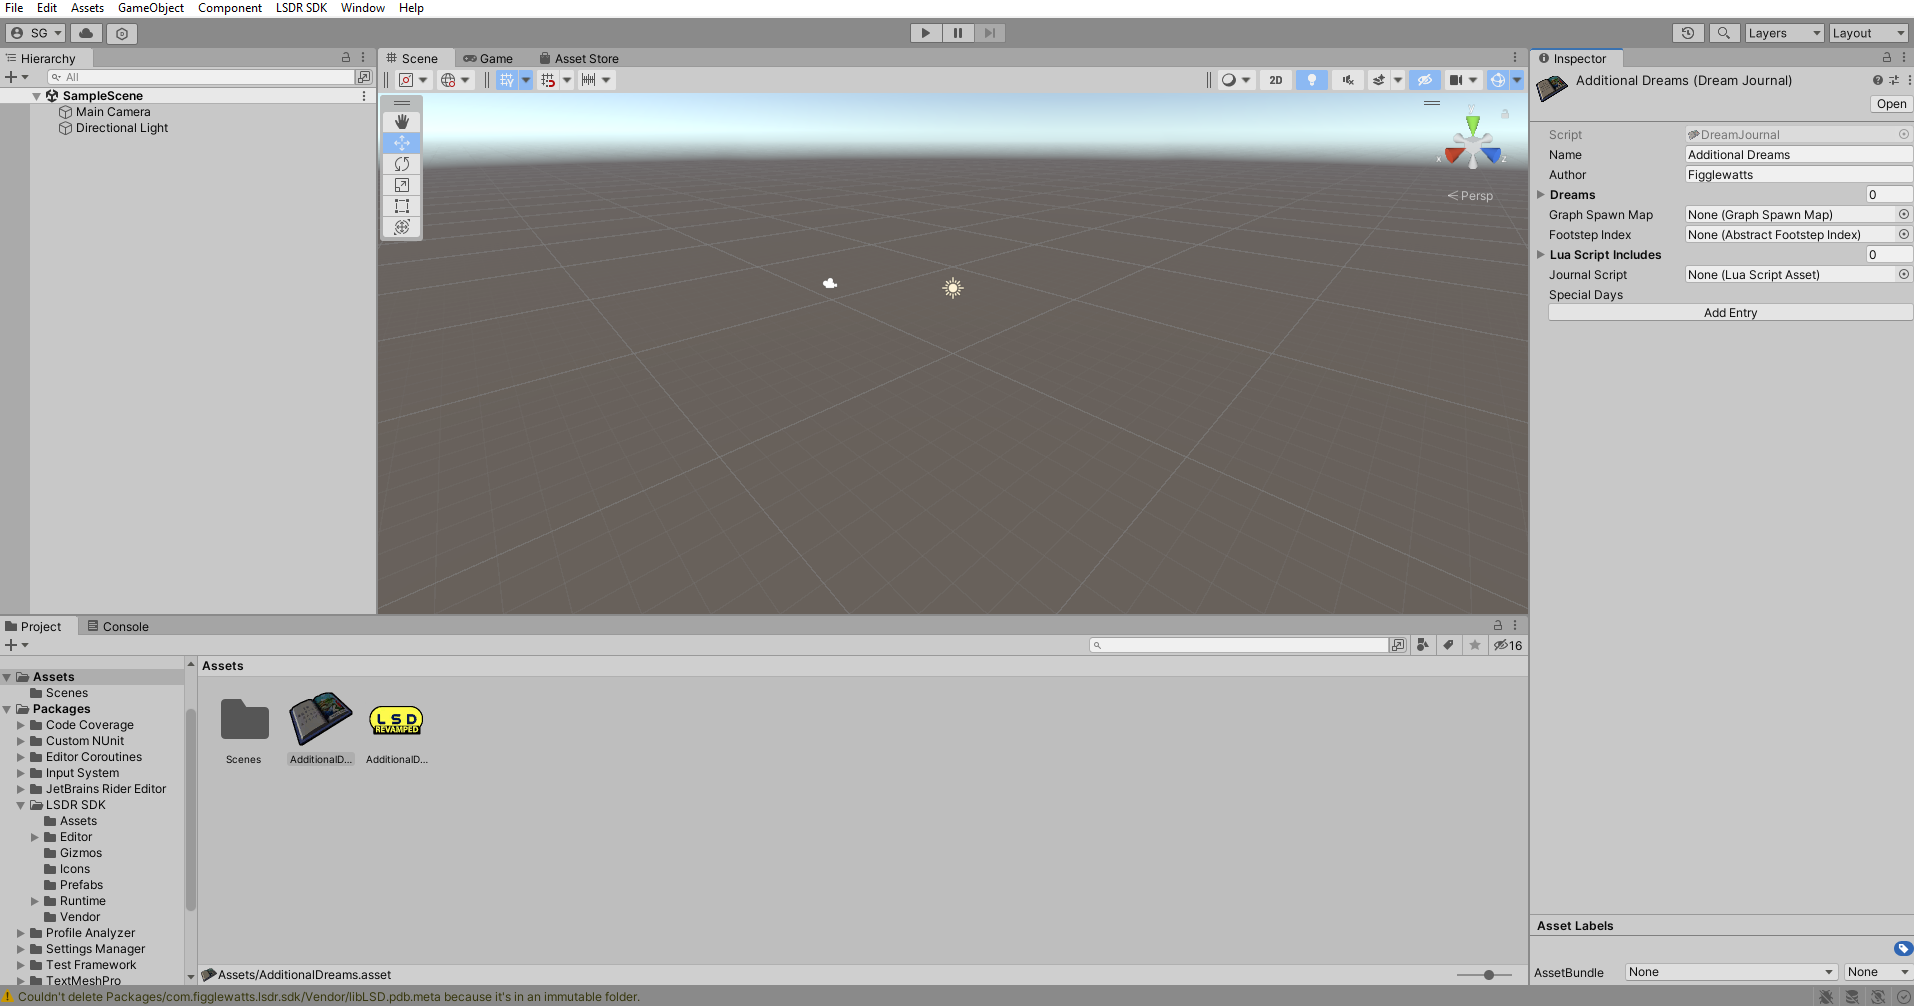 File Edit Assets GameObject Component LSDR SDK Window Help
SG Layers Layout
Hierarchy
All
SampleScene
Main Camera
Directional Light
Scene Game Asset Store
2D
y
x z
Persp
Inspector
Additional Dreams (Dream Journal)
Open
Script DreamJournal
Name Additional Dreams
Author Figglewatts
Dreams 0
Graph Spawn Map None (Graph Spawn Map)
Footstep Index None (Abstract Footstep Index)
Lua Script Includes 0
Journal Script None (Lua Script Asset)
Special Days
Add Entry
Project Console
16
Assets
Scenes
Packages
Code Coverage
Custom NUnit
Editor Coroutines
Input System
JetBrains Rider Editor
LSDR SDK
Assets
Editor
Gizmos
Icons
Prefabs
Runtime
Vendor
Profile Analyzer
Settings Manager
Test Framework
TextMeshPro
Assets
LSD
REVAMPED
Scenes AdditionalD... AdditionalD...
Assets/AdditionalDreams.asset
Asset Labels
AssetBundle None None
Couldn't delete Packages/com.figglewatts.lsdr.sdk/Vendor/libLSD.pdb.meta because it's in an immutable folder.